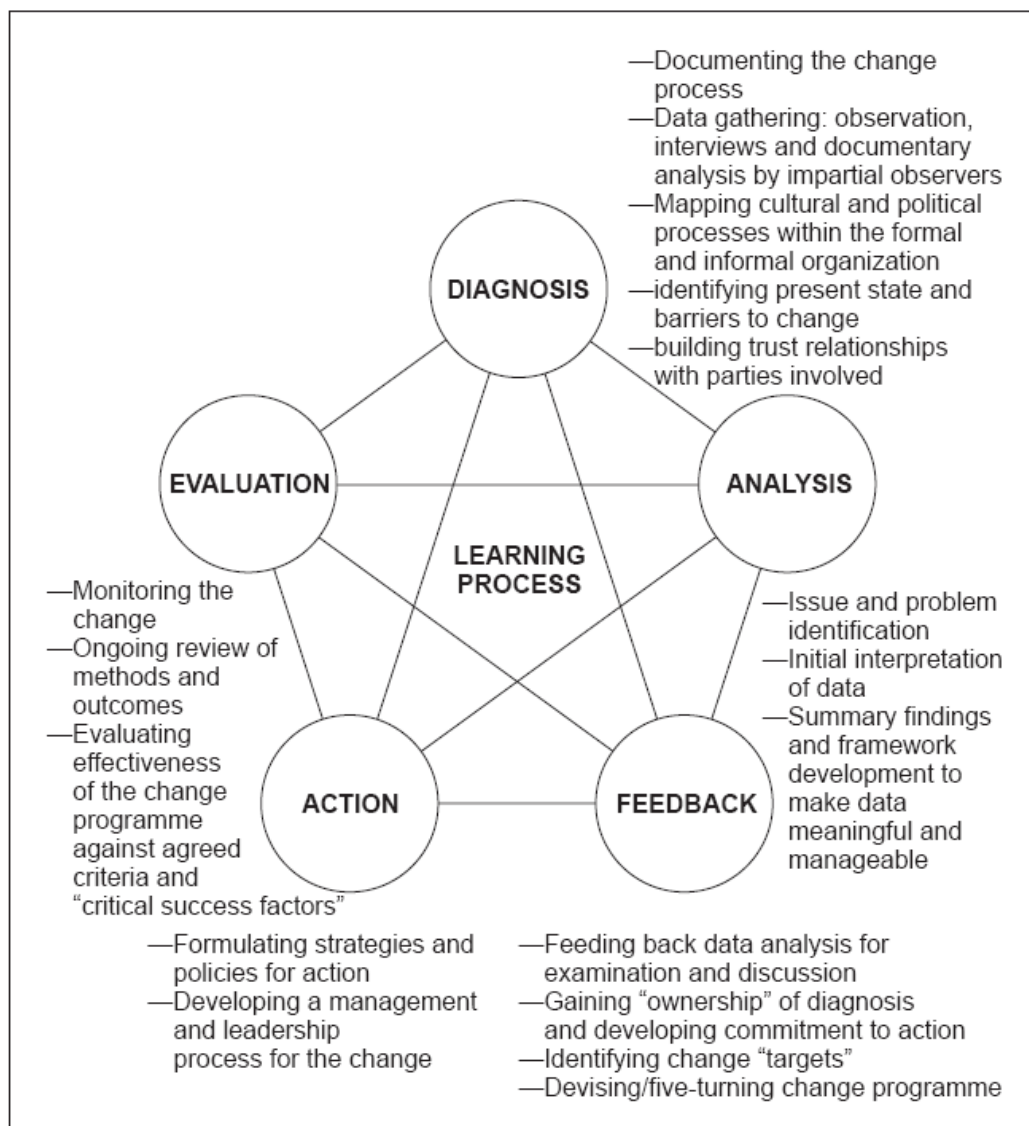 —Documenting the change
process
—Data gathering: observation,
interviews and documentary
analysis by impartial observers
—Mapping cultural and political
processes within the formal
and informal organization
—identifying present state and
barriers to change
—building trust relationships
with parties involved
DIAGNOSIS
EVALUATION
ANALYSIS
LEARNING
PROCESS
—Monitoring the
change
—Ongoing review of
methods and
outcomes
—Evaluating
effectiveness
of the change
programme
against agreed
criteria and
“critical success factors”
—Issue and problem
identification
—Initial interpretation
of data
—Summary findings
and framework
development to
make data
meaningful and
manageable
ACTION
FEEDBACK
—Formulating strategies and
policies for action
—Developing a management
and leadership
process for the change
—Feeding back data analysis for
examination and discussion
—Gaining “ownership” of diagnosis
and developing commitment to action
—Identifying change “targets”
—Devising/five-turning change programme